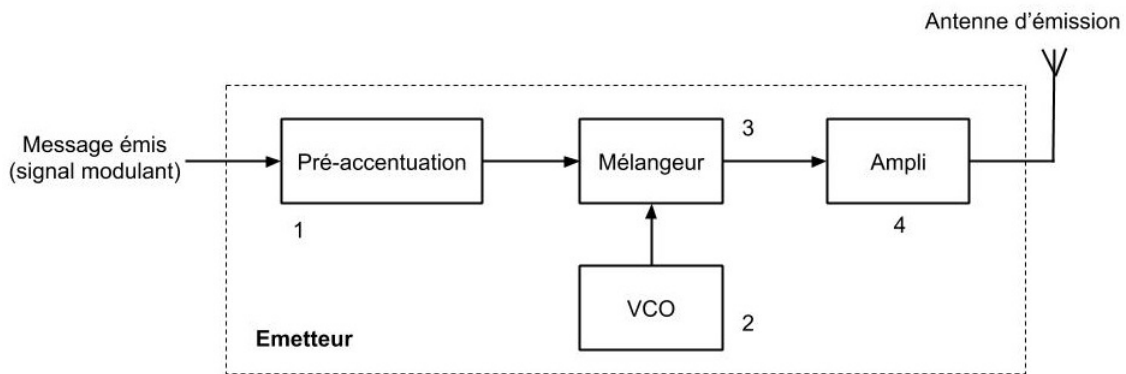 Antenne d'émission
Message émis
(signal modulant)
Pré-accentuation
Mélangeur
3
Ampli
1
4
VCO
2
Emetteur